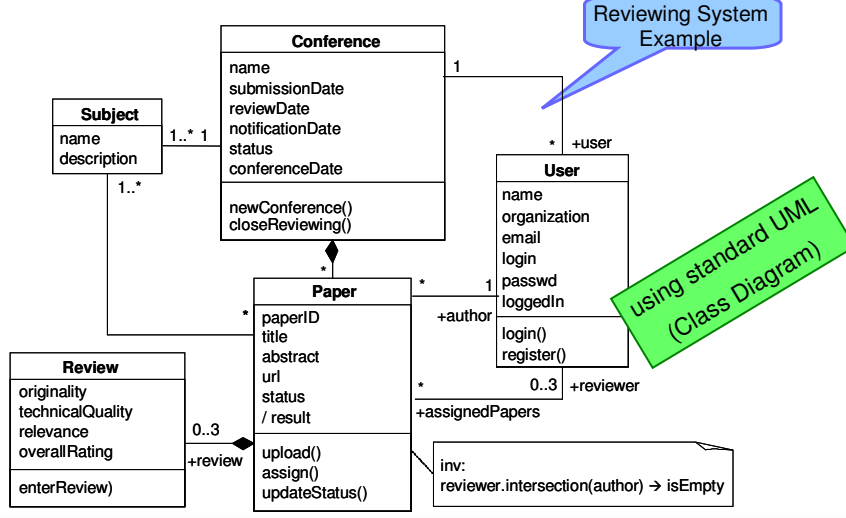 Reviewing System
Example
Conference
name
submissionDate
reviewDate
notificationDate
status
conferenceDate
newConference()
closeReviewing()
1
*
+user
Subject
name
description
1..*
1
1..*
*
User
name
organization
email
login
passwd
loggedIn
login()
register()
using standard UML
(Class Diagram)
*
Paper
paperID
title
abstract
url
status
/ result
upload()
assign()
updateStatus()
*
1
+author
*
0..3
+reviewer
+assignedPapers
Review
originality
technicalQuality
relevance
overallRating
enterReview)
0..3
+review
inv:
reviewer.intersection(author) → isEmpty